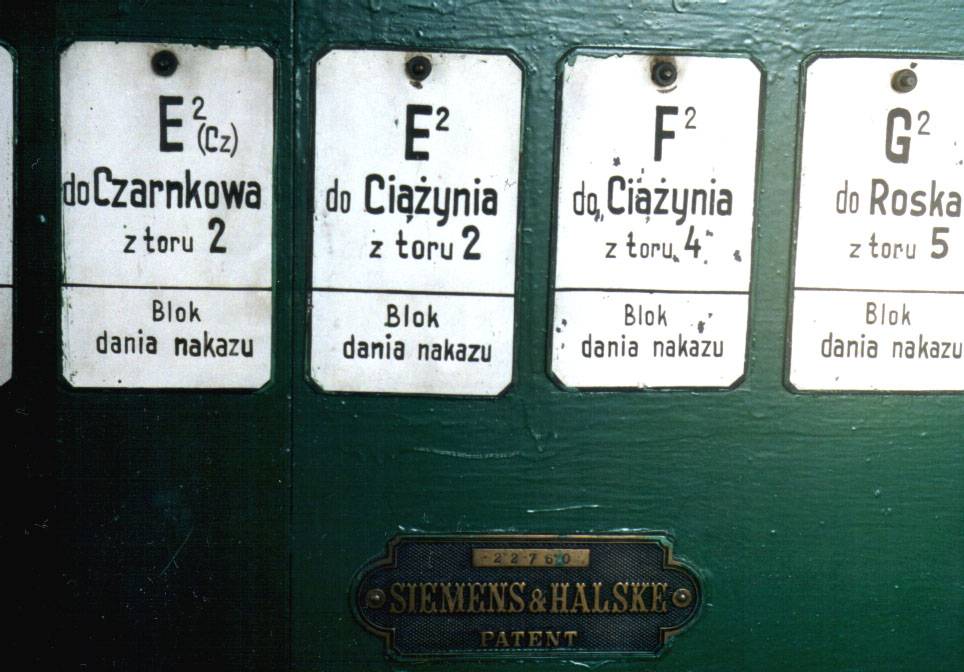 E²
(Cz)
do Czarnkowa
z toru 2
Blok
dania nakazu
E²
do Ciążynia
z toru 2
Blok
dania nakazu
F²
do Ciążynia
z toru 4
Blok
dania nakazu
G²
do Roska
z toru 5
Blok
dania nakazu
22760
SIEMENS & HALSKE
PATENT